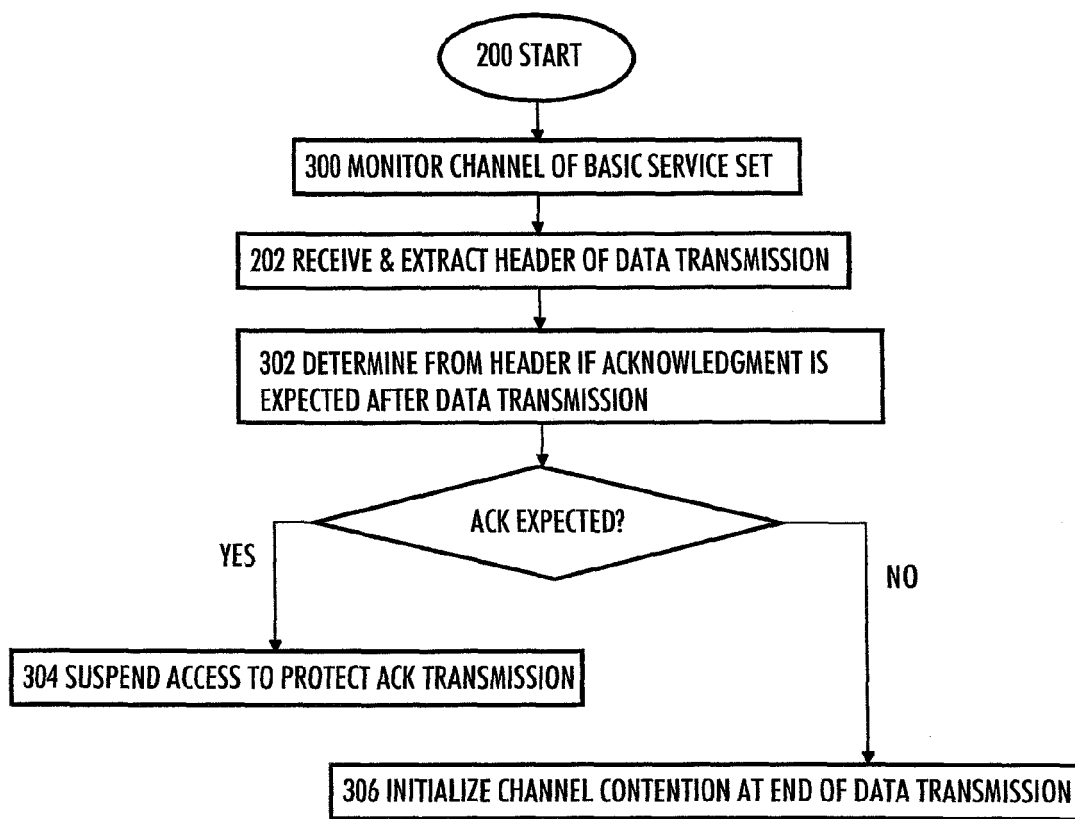 200 START
300 MONITOR CHANNEL OF BASIC SERVICE SET
202 RECEIVE & EXTRACT HEADER OF DATA TRANSMISSION
302 DETERMINE FROM HEADER IF ACKNOWLEDGMENT IS
EXPECTED AFTER DATA TRANSMISSION
ACK EXPECTED?
YES
NO
304 SUSPEND ACCESS TO PROTECT ACK TRANSMISSION
306 INITIALIZE CHANNEL CONTENTION AT END OF DATA TRANSMISSION